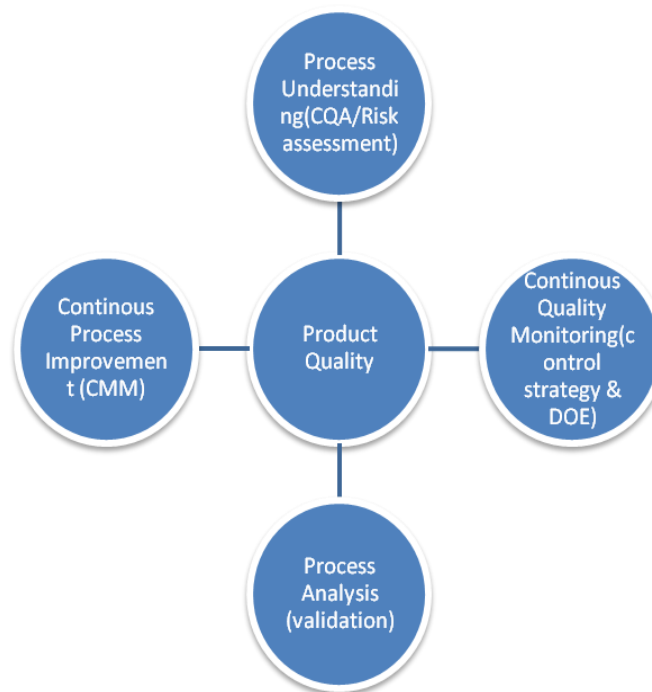 Process
Understandi
ng(CQA/Risk
assessment)
Continous
Process
Improvemen
t (CMM)
Product
Quality
Continous
Quality
Monitoring(c
ontrol
strategy &
DOE)
Process
Analysis
(validation)